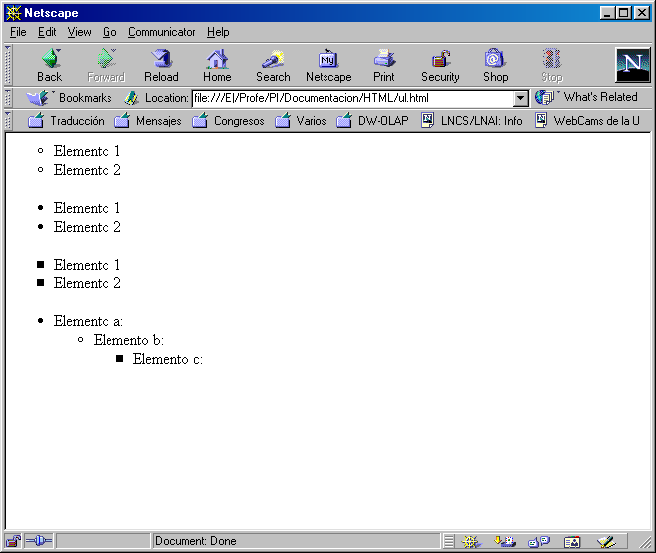 Netscape
File Edit View Go Communicator Help
Back Forward Reload Home Search Netscape Print Security Shop Stop
My
N
Bookmarks Location: file:///E|/Profe/PI/Documentacion/HTML/ul.html What's Related
Traducción Mensajes Congresos Varios DW-OLAP LNCS/LNAI: Info WebCams de la U
Elemento 1
Elemento 2
Elemento 1
Elemento 2
Elemento 1
Elemento 2
Elemento a:
Elemento b:
Elemento c:
Document: Done